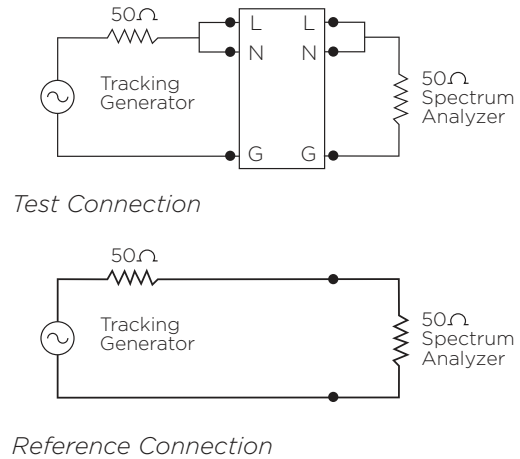 50Ω
L L
N N
Tracking
Generator
50Ω
Spectrum
Analyzer
G G
Test Connection
50Ω
Tracking
Generator
50Ω
Spectrum
Analyzer
Reference Connection